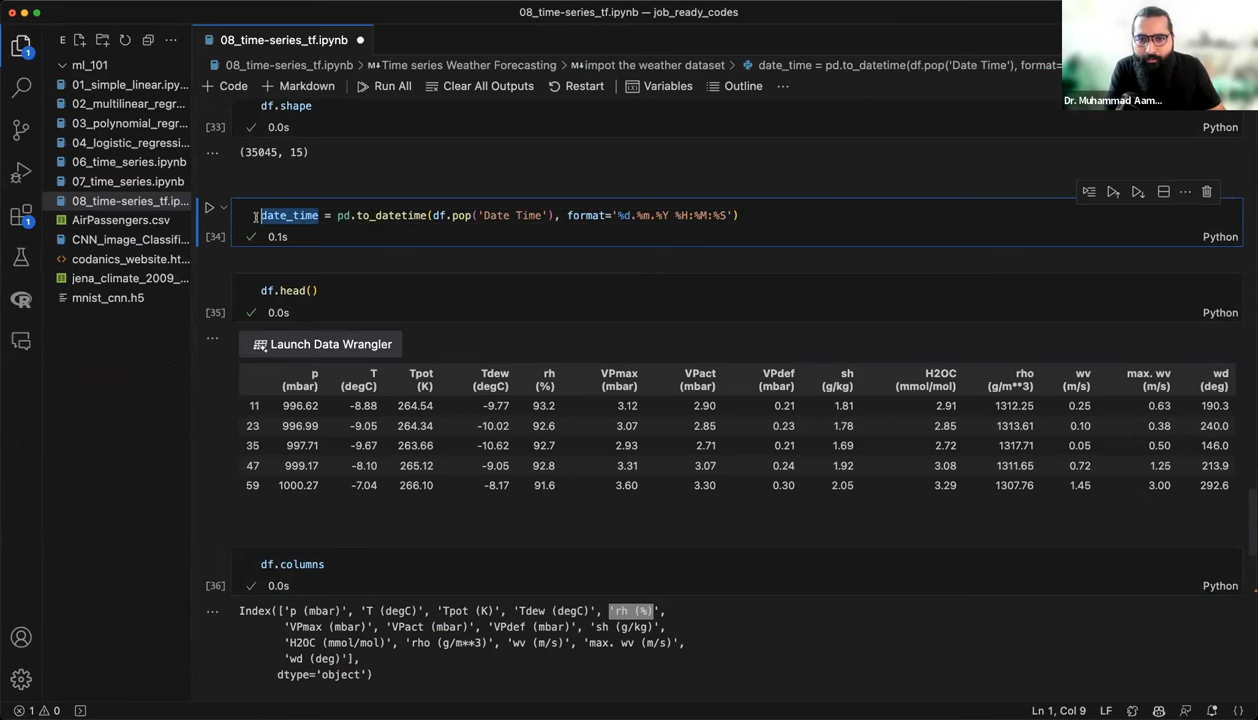 08_time-series_tf.ipynb — job_ready_codes
Dr. Muhammad Aam...
E
08_time-series_tf.ipynb
08_time-series_tf.ipynb > Time series Weather Forecasting > impot the weather dataset > date_time = pd.to_datetime(df.pop('Date Time'), format=
+ Code + Markdown Run All Clear All Outputs Restart Variables Outline ...
ml_101
01_simple_linear.ipy...
02_multilinear_regr...
03_polynomial_regr...
04_logistic_regressi...
06_time_series.ipynb
07_time_series.ipynb
08_time-series_tf.ip...
AirPassengers.csv
CNN_image_Classifi...
codanics_website.ht...
jena_climate_2009_...
mnist_cnn.h5
1
1
df.shape
[33] 0.0s Python
(35045, 15)
date_time = pd.to_datetime(df.pop('Date Time'), format='%d.%m.%Y %H:%M:%S')
[34] 0.1s Python
df.head()
[35] 0.0s Python
Launch Data Wrangler
p (mbar) T (degC) Tpot (K) Tdew (degC) rh (%) VPmax (mbar) VPact (mbar) VPdef (mbar) sh (g/kg) H2OC (mmol/mol) rho (g/m**3) wv (m/s) max. wv (m/s) wd (deg)
11 996.62 -8.88 264.54 -9.77 93.2 3.12 2.90 0.21 1.81 2.91 1312.25 0.25 0.63 190.3
23 996.99 -9.05 264.34 -10.02 92.6 3.07 2.85 0.23 1.78 2.85 1313.61 0.10 0.38 240.0
35 997.71 -9.67 263.66 -10.62 92.7 2.93 2.71 0.21 1.69 2.72 1317.71 0.05 0.50 146.0
47 999.17 -8.10 265.12 -9.05 92.8 3.31 3.07 0.24 1.92 3.08 1311.65 0.72 1.25 213.9
59 1000.27 -7.04 266.10 -8.17 91.6 3.60 3.30 0.30 2.05 3.29 1307.76 1.45 3.00 292.6
df.columns
[36] 0.0s Python
Index(['p (mbar)', 'T (degC)', 'Tpot (K)', 'Tdew (degC)', 'rh (%)',
'VPmax (mbar)', 'VPact (mbar)', 'VPdef (mbar)', 'sh (g/kg)',
'H2OC (mmol/mol)', 'rho (g/m**3)', 'wv (m/s)', 'max. wv (m/s)',
'wd (deg)'],
dtype='object')
1 0 Ln 1, Col 9 LF